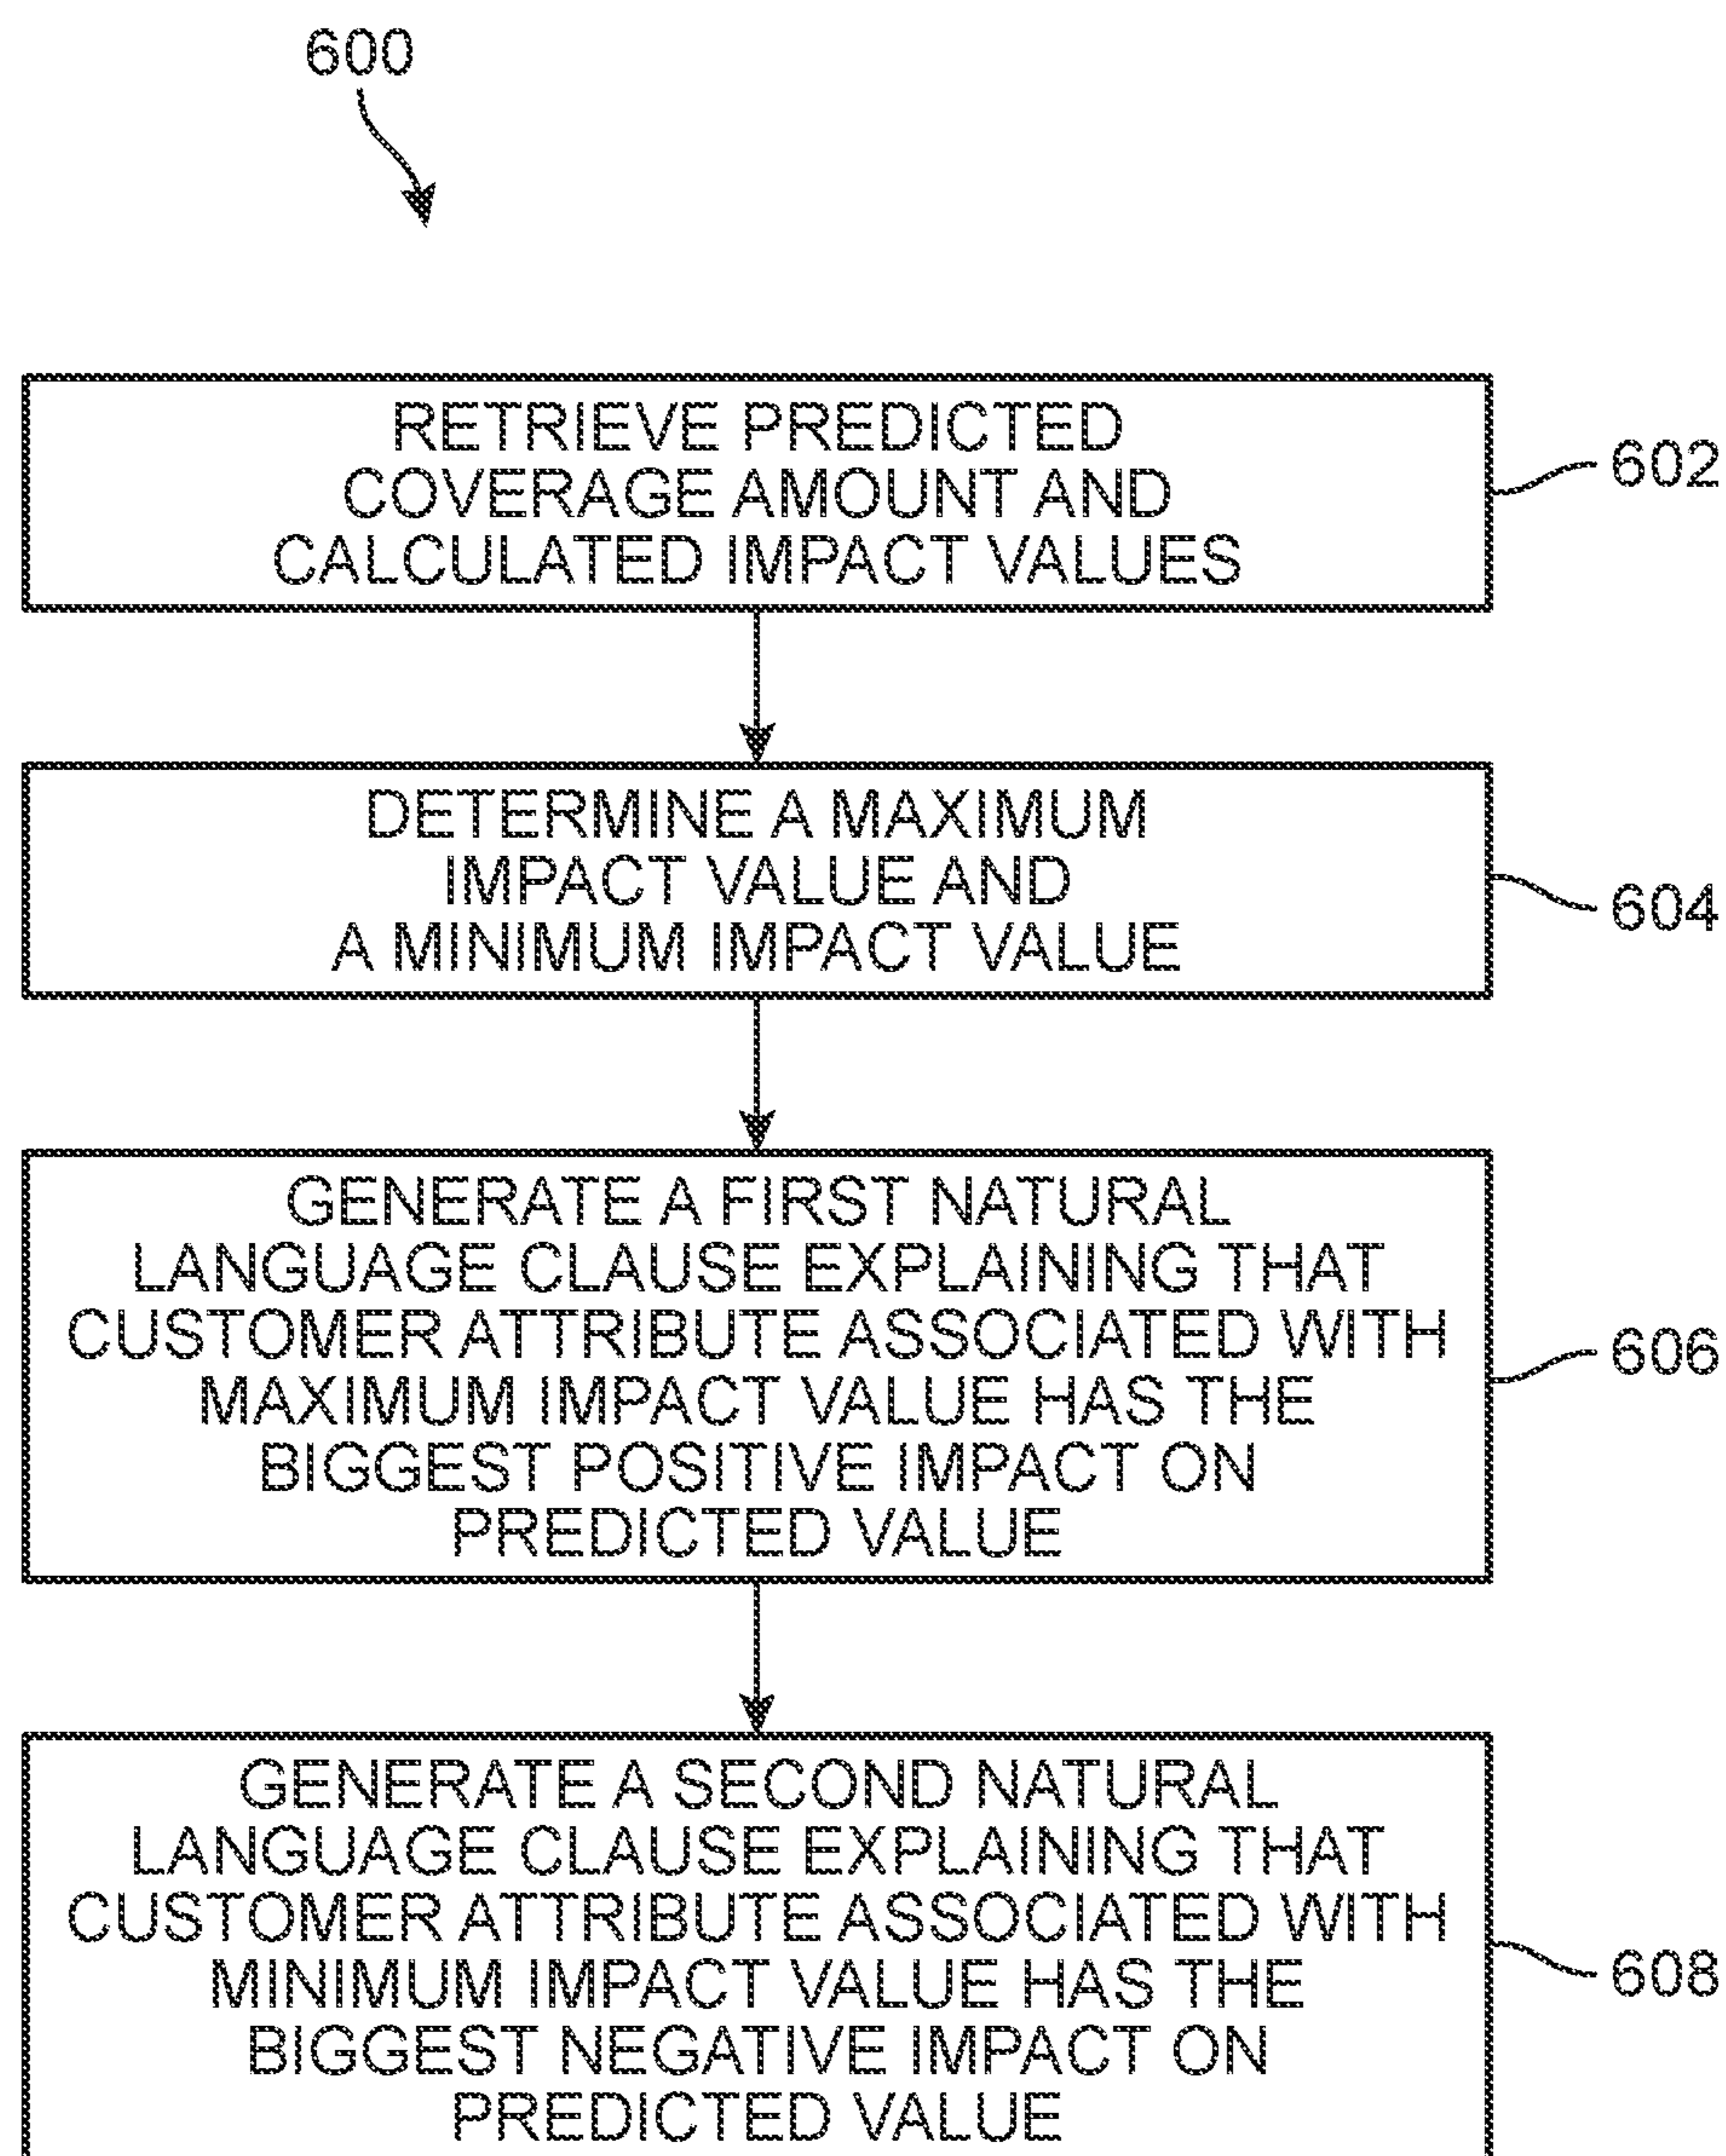 600
RETRIEVE PREDICTED
COVERAGE AMOUNT AND
CALCULATED IMPACT VALUES
602
DETERMINE A MAXIMUM
IMPACT VALUE AND
A MINIMUM IMPACT VALUE
604
GENERATE A FIRST NATURAL
LANGUAGE CLAUSE EXPLAINING THAT
CUSTOMER ATTRIBUTE ASSOCIATED WITH
MAXIMUM IMPACT VALUE HAS THE
BIGGEST POSITIVE IMPACT ON
PREDICTED VALUE
606
GENERATE A SECOND NATURAL
LANGUAGE CLAUSE EXPLAINING THAT
CUSTOMER ATTRIBUTE ASSOCIATED WITH
MINIMUM IMPACT VALUE HAS THE
BIGGEST NEGATIVE IMPACT ON
PREDICTED VALUE
608